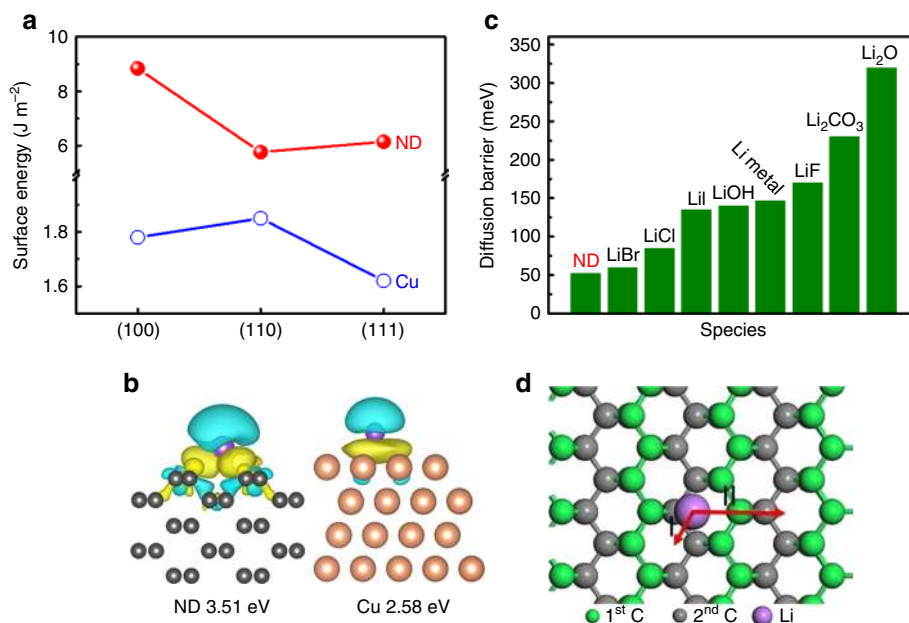 a
10
8
6
1.8
1.6
Surface energy (J m⁻²)
ND
Cu
(100) (110) (111)
c
350
300
250
200
150
100
50
0
Diffusion barrier (meV)
ND
LiBr
LiCl
LiI
LiOH
Li metal
LiF
Li₂CO₃
Li₂O
Species
b
ND 3.51 eV Cu 2.58 eV
d
I
II
1ˢᵗ C 2ⁿᵈ C Li